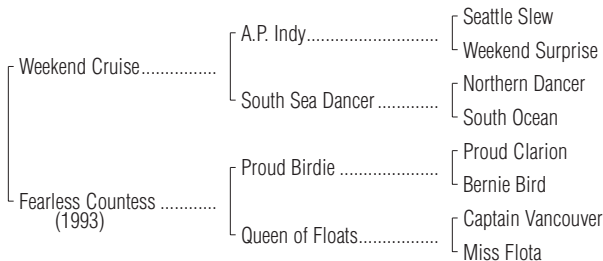 Seattle Slew
A.P. Indy..........................
Weekend Surprise
Weekend Cruise...............
Northern Dancer
South Sea Dancer.............
South Ocean
Proud Clarion
Proud Birdie .....................
Bernie Bird
Fearless Countess ............
(1993)
Captain Vancouver
Queen of Floats.................
Miss Flota